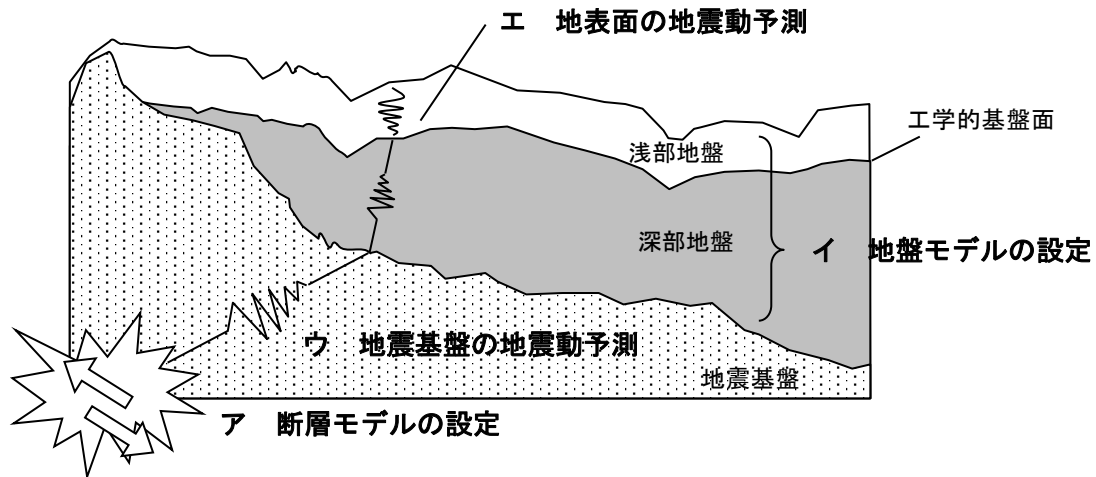 エ　地表面の地震動予測
工学的基盤面
浅部地盤
深部地盤
イ　地盤モデルの設定
ウ　地震基盤の地震動予測
地震基盤
ア　断層モデルの設定